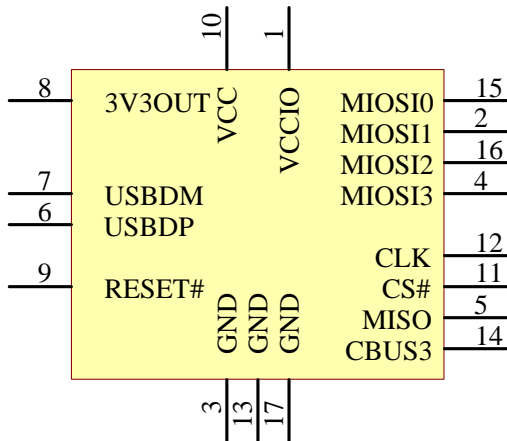 10 1
8 3V3OUT VCC VCCIO MIOSI0 15
MIOSI1 2
MIOSI2 16
7 USBDM MIOSI3 4
6 USBDP
CLK 12
9 RESET# GND GND GND CS# 11
MISO 5
CBUS3 14
3 13 17